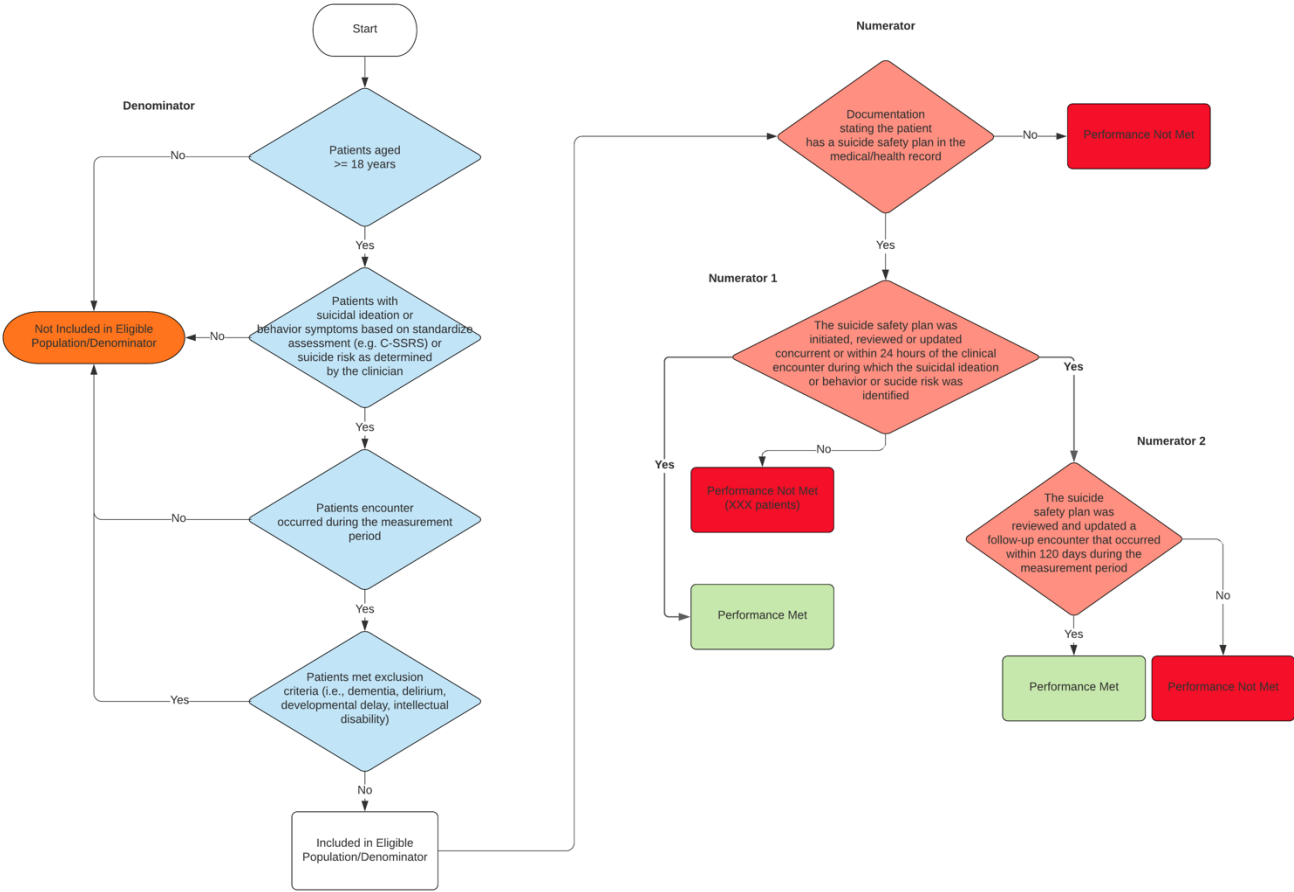 Start
Denominator
Patients aged
>= 18 years
No
Yes
Patients with
suicidal ideation or
behavior symptoms based on standardize
assessment (e.g. C-SSRS) or
suicide risk as determined
by the clinician
No
Not Included in Eligible
Population/Denominator
Yes
Patients encounter
occurred during the measurement
period
No
Yes
Patients met exclusion
criteria (i.e., dementia, delirium,
developmental delay, intellectual
disability)
Yes
No
Included in Eligible
Population/Denominator
Numerator
Documentation
stating the patient
has a suicide safety plan in the
medical/health record
No
Performance Not Met
Yes
Numerator 1
The suicide safety plan was
initiated, reviewed or updated
concurrent or within 24 hours of the clinical
encounter during which the suicidal ideation
or behavior or sucide risk was
identified
Yes
No
Performance Not Met
(XXX patients)
Yes
Performance Met
Numerator 2
The suicide
safety plan was
reviewed and updated a
follow-up encounter that occurred
within 120 days during the
measurement period
Yes
No
Performance Met
Performance Not Met